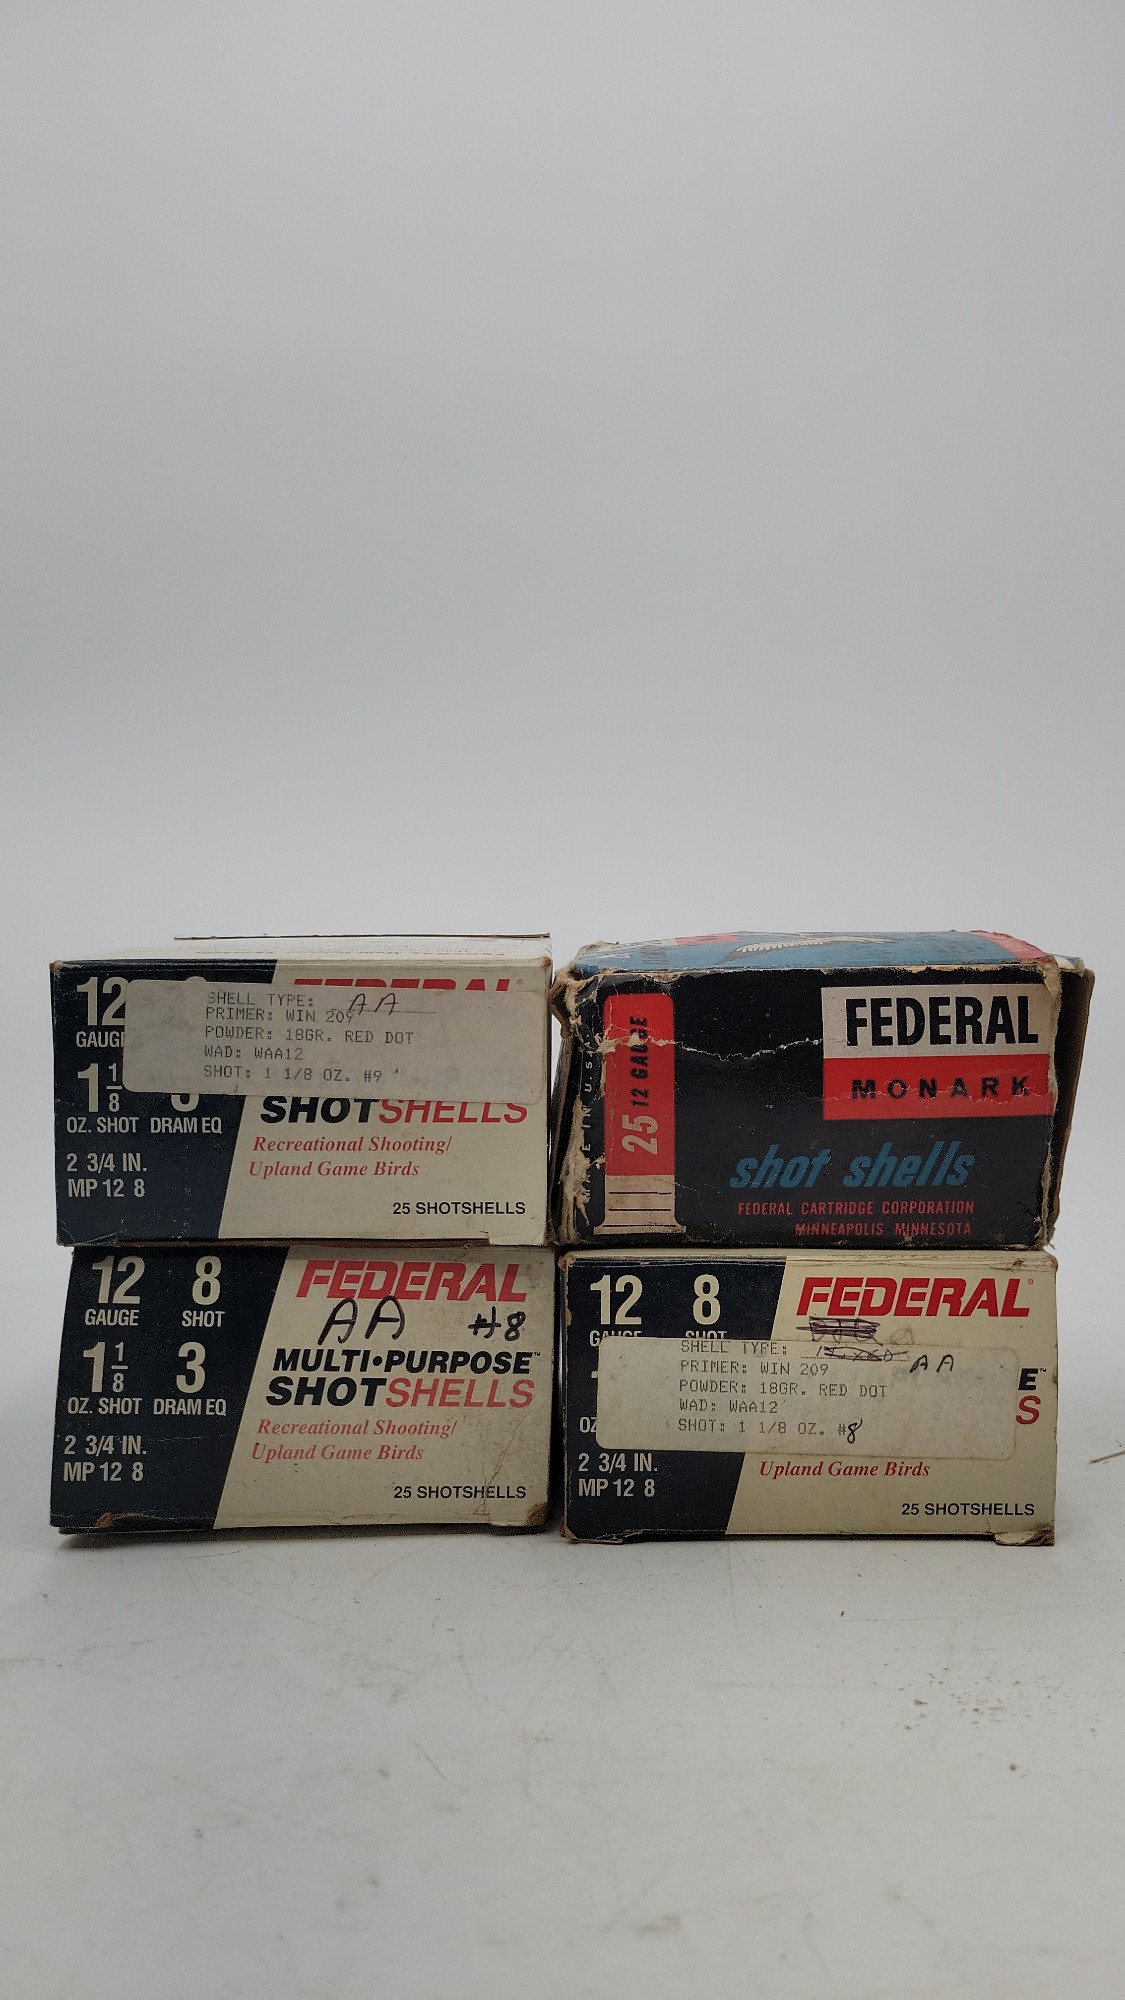 12
GAUGE
1 1/8
OZ. SHOT DRAM EQ
2 3/4 IN.
MP 12 8
FEDERAL
SHELL TYPE: AA
PRIMER: WIN 209
POWDER: 18GR. RED DOT
WAD: WAA12
SHOT: 1 1/8 OZ. #9
SHOTSHELLS
Recreational Shooting/
Upland Game Birds
25 SHOTSHELLS
25 12 GAUGE
FEDERAL
MONARK
shot shells
FEDERAL CARTRIDGE CORPORATION
MINNEAPOLIS MINNESOTA
12 8
GAUGE SHOT
1 1/8 3
OZ. SHOT DRAM EQ
2 3/4 IN.
MP 12 8
FEDERAL
AA #8
MULTI•PURPOSE™
SHOTSHELLS
Recreational Shooting/
Upland Game Birds
25 SHOTSHELLS
12 8
GAUGE SHOT
OZ
2 3/4 IN.
MP 12 8
FEDERAL®
SHELL TYPE: AA
PRIMER: WIN 209
POWDER: 18GR. RED DOT
WAD: WAA12
SHOT: 1 1/8 OZ. #8
E™
S
Upland Game Birds
25 SHOTSHELLS